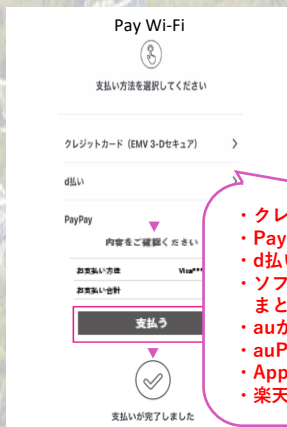 Pay Wi-Fi
支払い方法を選択してください
クレジットカード (EMV 3-Dセキュア)
d払い
PayPay
内容をご確認ください
お支払い方法 Visa***
お支払い合計
支払う
支払いが完了しました
・クレ
・Pay
・d払い
・ソフ
まと
・auか
・auP
・App
・楽天